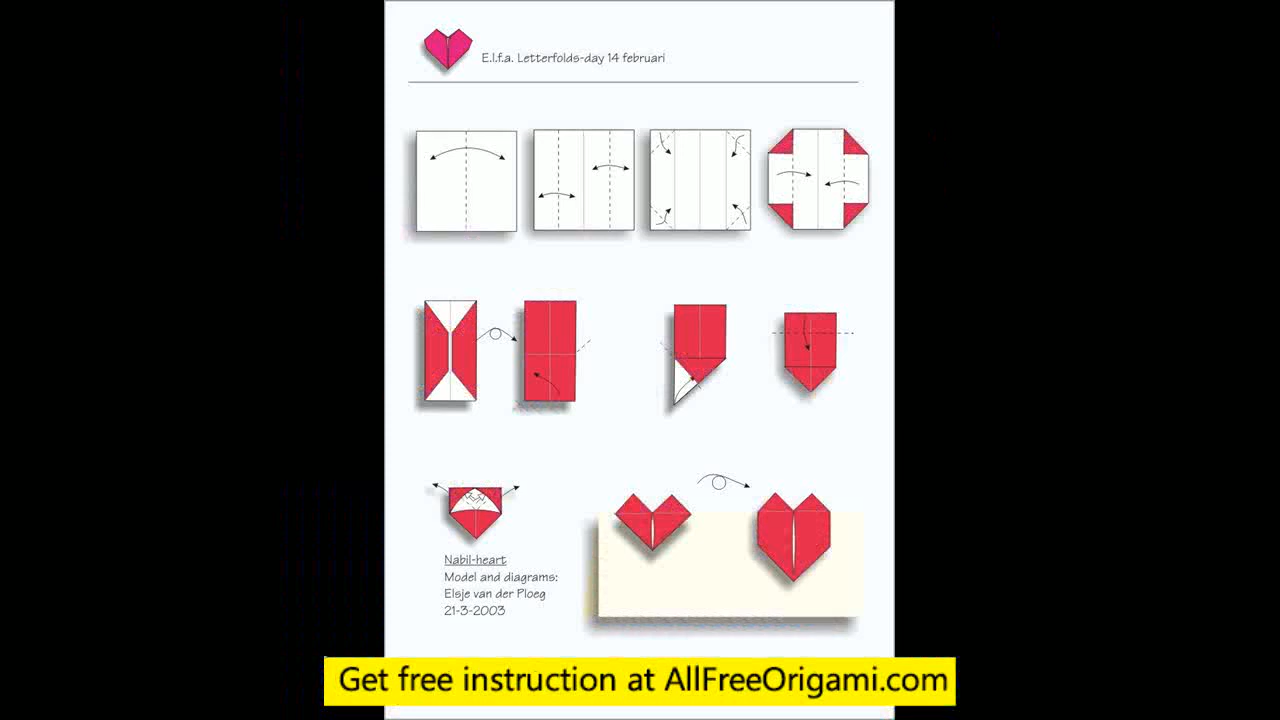 E.l.f.a. Letterfolds-day 14 februari
Nabil-heart
Model and diagrams:
Elsje van der Ploeg
21-3-2003
Get free instruction at AllFreeOrigami.com